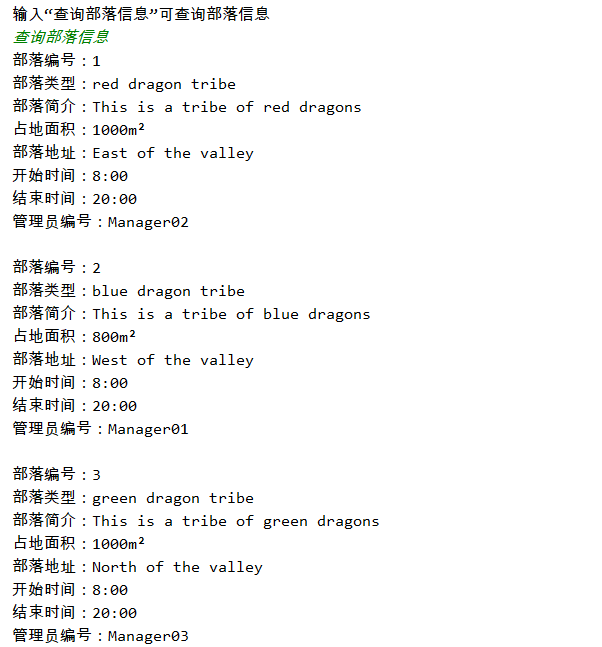 输入“查询部落信息”可查询部落信息
查询部落信息
部落编号：1
部落类型：red dragon tribe
部落简介：This is a tribe of red dragons
占地面积：1000m²
部落地址：East of the valley
开始时间：8:00
结束时间：20:00
管理员编号：Manager02
部落编号：2
部落类型：blue dragon tribe
部落简介：This is a tribe of blue dragons
占地面积：800m²
部落地址：West of the valley
开始时间：8:00
结束时间：20:00
管理员编号：Manager01
部落编号：3
部落类型：green dragon tribe
部落简介：This is a tribe of green dragons
占地面积：1000m²
部落地址：North of the valley
开始时间：8:00
结束时间：20:00
管理员编号：Manager03